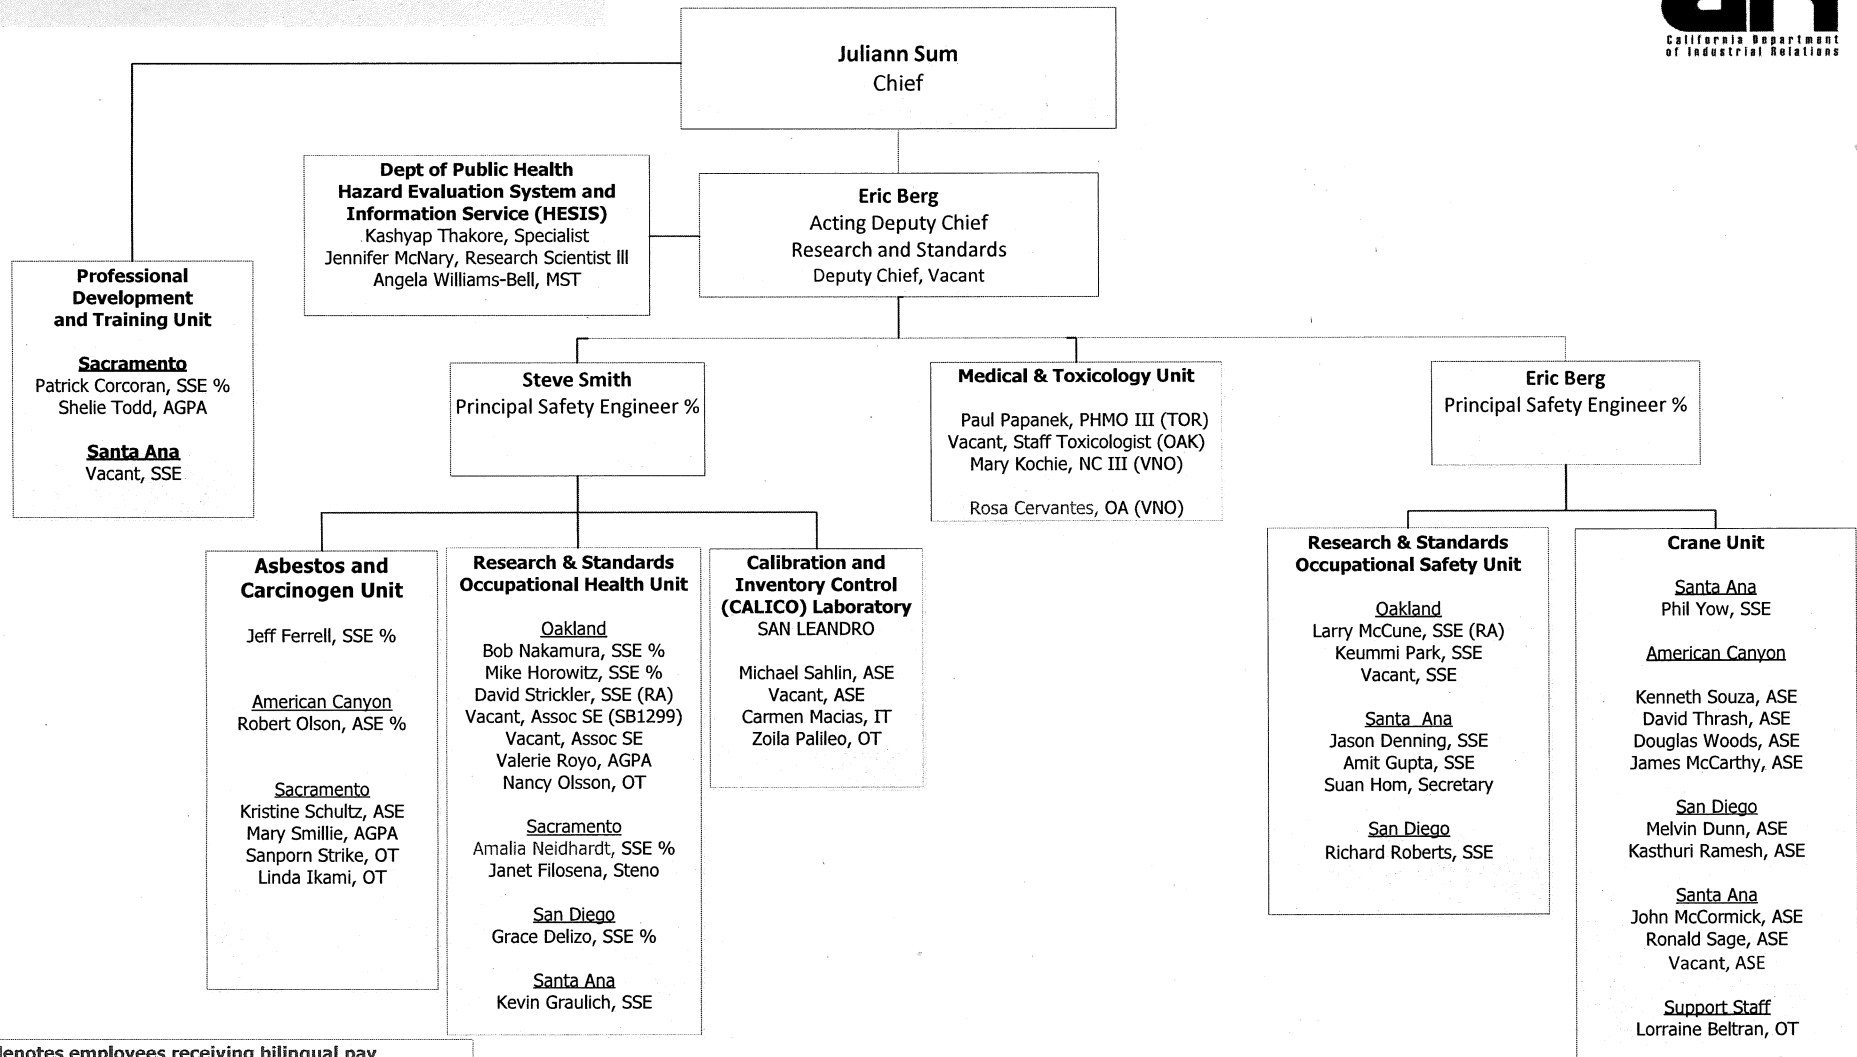 California Department
of Industrial Relations
Juliann Sum
Chief
Dept of Public Health
Hazard Evaluation System and
Information Service (HESIS)
Kashyap Thakore, Specialist
Jennifer McNary, Research Scientist III
Angela Williams-Bell, MST
Eric Berg
Acting Deputy Chief
Research and Standards
Deputy Chief, Vacant
Professional
Development
and Training Unit
Sacramento
Patrick Corcoran, SSE %
Shelie Todd, AGPA
Santa Ana
Vacant, SSE
Steve Smith
Principal Safety Engineer %
Medical & Toxicology Unit
Paul Papanek, PHMO III (TOR)
Vacant, Staff Toxicologist (OAK)
Mary Kochie, NC III (VNO)
Rosa Cervantes, OA (VNO)
Eric Berg
Principal Safety Engineer %
Asbestos and
Carcinogen Unit
Jeff Ferrell, SSE %
American Canyon
Robert Olson, ASE %
Sacramento
Kristine Schultz, ASE
Mary Smillie, AGPA
Sanporn Strike, OT
Linda Ikami, OT
Research & Standards
Occupational Health Unit
Oakland
Bob Nakamura, SSE %
Mike Horowitz, SSE %
David Strickler, SSE (RA)
Vacant, Assoc SE (SB1299)
Vacant, Assoc SE
Valerie Royo, AGPA
Nancy Olsson, OT
Sacramento
Amalia Neidhardt, SSE %
Janet Filosena, Steno
San Diego
Grace Delizo, SSE %
Santa Ana
Kevin Graulich, SSE
Calibration and
Inventory Control
(CALICO) Laboratory
SAN LEANDRO
Michael Sahlin, ASE
Vacant, ASE
Carmen Macias, IT
Zoila Palileo, OT
Research & Standards
Occupational Safety Unit
Oakland
Larry McCune, SSE (RA)
Keummi Park, SSE
Vacant, SSE
Santa Ana
Jason Denning, SSE
Amit Gupta, SSE
Suan Hom, Secretary
San Diego
Richard Roberts, SSE
Crane Unit
Santa Ana
Phil Yow, SSE
American Canyon
Kenneth Souza, ASE
David Thrash, ASE
Douglas Woods, ASE
James McCarthy, ASE
San Diego
Melvin Dunn, ASE
Kasthuri Ramesh, ASE
Santa Ana
John McCormick, ASE
Ronald Sage, ASE
Vacant, ASE
Support Staff
Lorraine Beltran, OT
denotes employees receiving bilingual pay